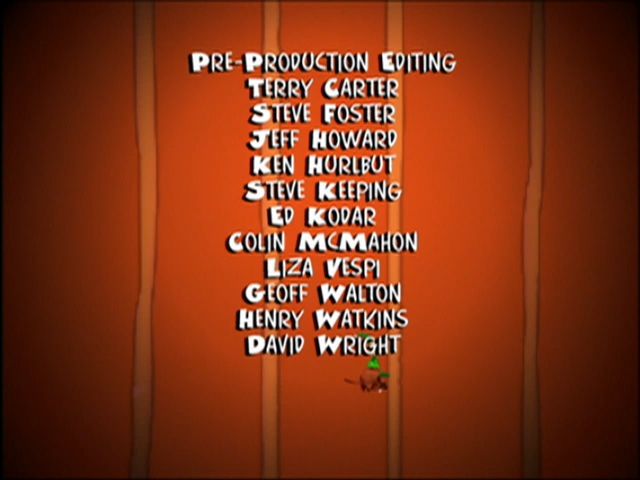 Pre-Production Editing
Terry Carter
Steve Foster
Jeff Howard
Ken Hurlbut
Steve Keeping
Ed Kodar
Colin McMahon
Liza Vespi
Geoff Walton
Henry Watkins
David Wright